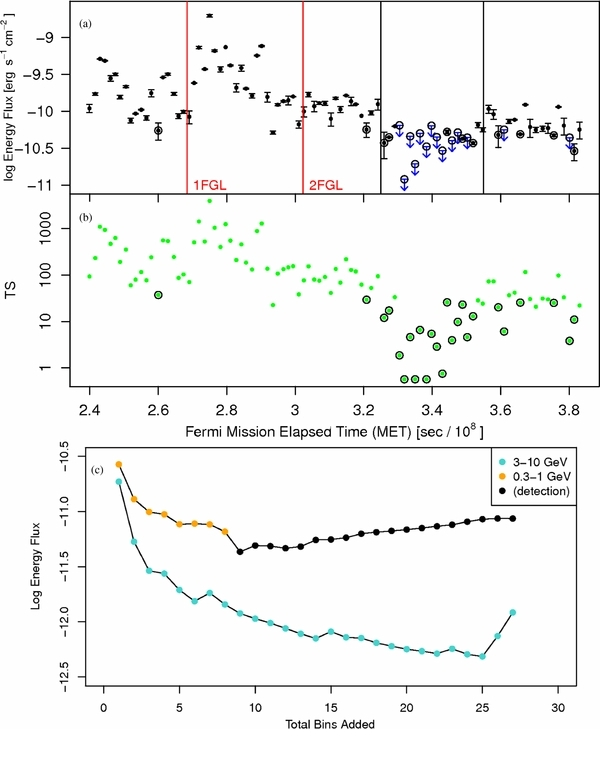 (a)
log Energy Flux [erg s⁻¹ cm⁻²]
−9
−9.5
−10
−10.5
−11
1FGL
2FGL
(b)
TS
1000
100
10
1
2.4 2.6 2.8 3 3.2 3.4 3.6 3.8
Fermi Mission Elapsed Time (MET) [sec / 10⁸ ]
(c)
3−10 GeV
0.3−1 GeV
(detection)
Log Energy Flux
−10.5
−11.0
−11.5
−12.0
−12.5
0 5 10 15 20 25 30
Total Bins Added